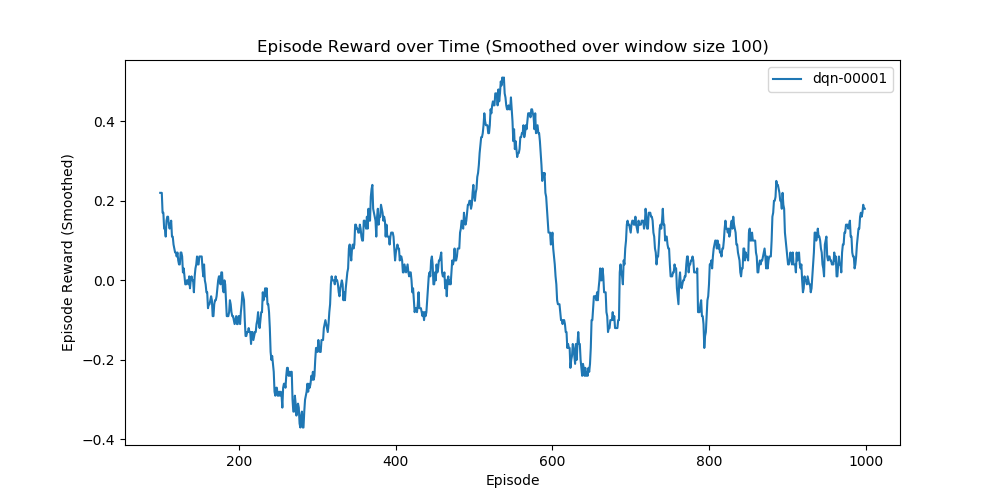 Episode Reward over Time (Smoothed over window size 100)
dqn-00001
Episode Reward (Smoothed)
0.4
0.2
0.0
−0.2
−0.4
200 400 600 800 1000
Episode